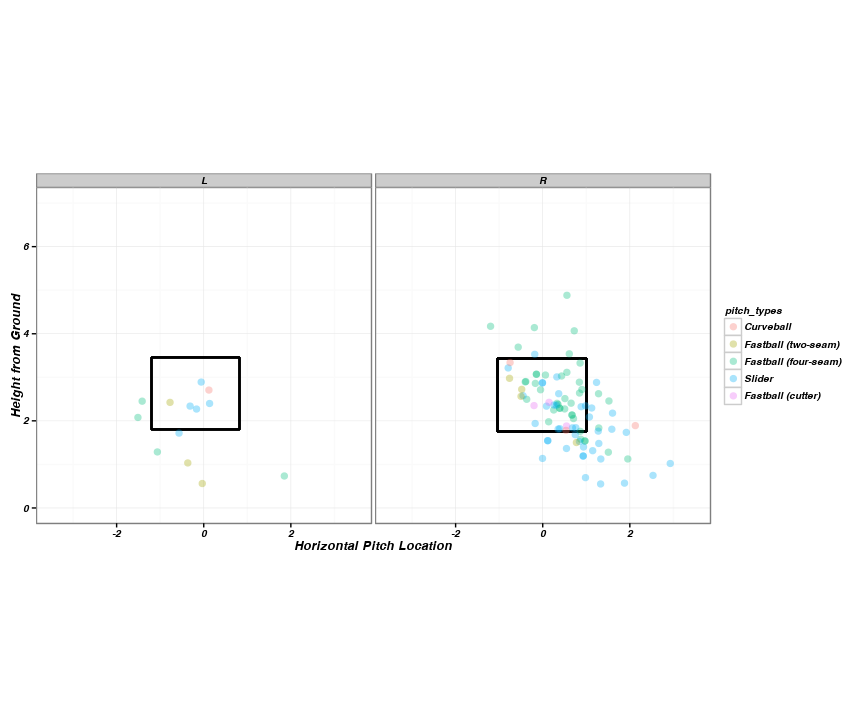 L
R
6
4
2
0
Height from Ground
-2
0
2
-2
0
2
Horizontal Pitch Location
pitch_types
Curveball
Fastball (two-seam)
Fastball (four-seam)
Slider
Fastball (cutter)